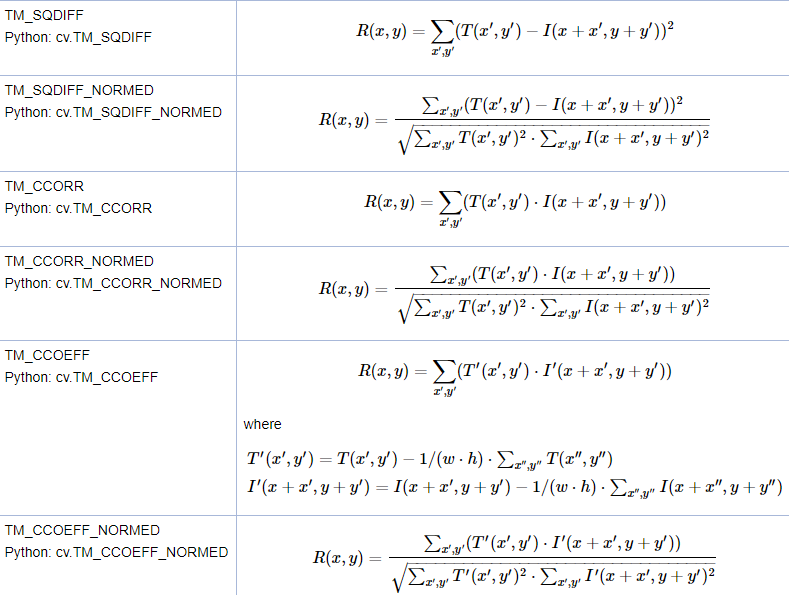 TM_SQDIFF
Python: cv.TM_SQDIFF
R(x, y) = ∑x′,y′ (T(x′, y′) − I(x + x′, y + y′))²
TM_SQDIFF_NORMED
Python: cv.TM_SQDIFF_NORMED
R(x, y) = ∑x′,y′ (T(x′, y′) − I(x + x′, y + y′))² / √(∑x′,y′ T(x′, y′)² · ∑x′,y′ I(x + x′, y + y′)²)
TM_CCORR
Python: cv.TM_CCORR
R(x, y) = ∑x′,y′ (T(x′, y′) · I(x + x′, y + y′))
TM_CCORR_NORMED
Python: cv.TM_CCORR_NORMED
R(x, y) = ∑x′,y′ (T(x′, y′) · I(x + x′, y + y′)) / √(∑x′,y′ T(x′, y′)² · ∑x′,y′ I(x + x′, y + y′)²)
TM_CCOEFF
Python: cv.TM_CCOEFF
R(x, y) = ∑x′,y′ (T′(x′, y′) · I′(x + x′, y + y′))
where
T′(x′, y′) = T(x′, y′) − 1/(w · h) · ∑x′′,y′′ T(x′′, y′′)
I′(x + x′, y + y′) = I(x + x′, y + y′) − 1/(w · h) · ∑x′′,y′′ I(x + x′′, y + y′′)
TM_CCOEFF_NORMED
Python: cv.TM_CCOEFF_NORMED
R(x, y) = ∑x′,y′ (T′(x′, y′) · I′(x + x′, y + y′)) / √(∑x′,y′ T′(x′, y′)² · ∑x′,y′ I′(x + x′, y + y′)²)